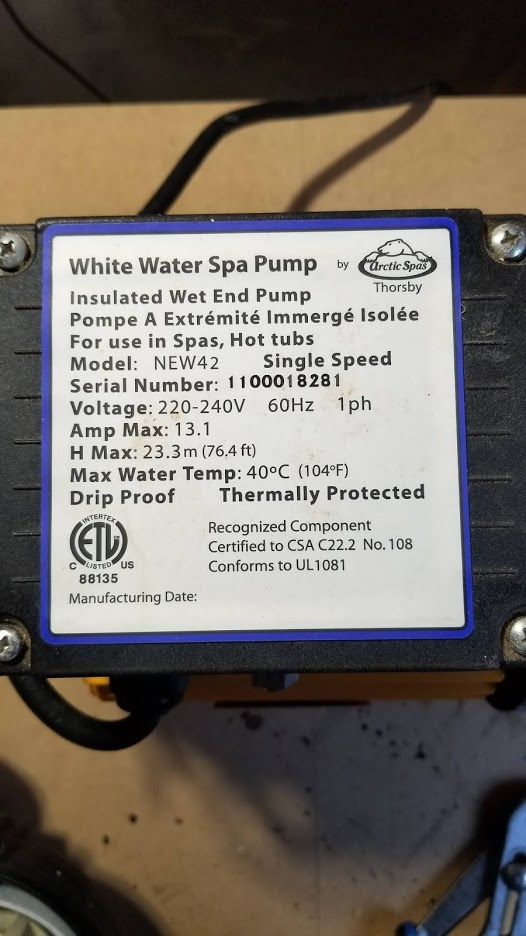 White Water Spa Pump by Arctic Spas
Thorsby
Insulated Wet End Pump
Pompe A Extrémité Immergé Isolée
For use in Spas, Hot tubs
Model: NEW42 Single Speed
Serial Number: 1100018281
Voltage: 220-240V 60Hz 1ph
Amp Max: 13.1
H Max: 23.3m (76.4 ft)
Max Water Temp: 40ºC (104ºF)
Drip Proof Thermally Protected
INTERTEK
ETL
LISTED
C US
88135
Recognized Component
Certified to CSA C22.2 No. 108
Conforms to UL1081
Manufacturing Date: